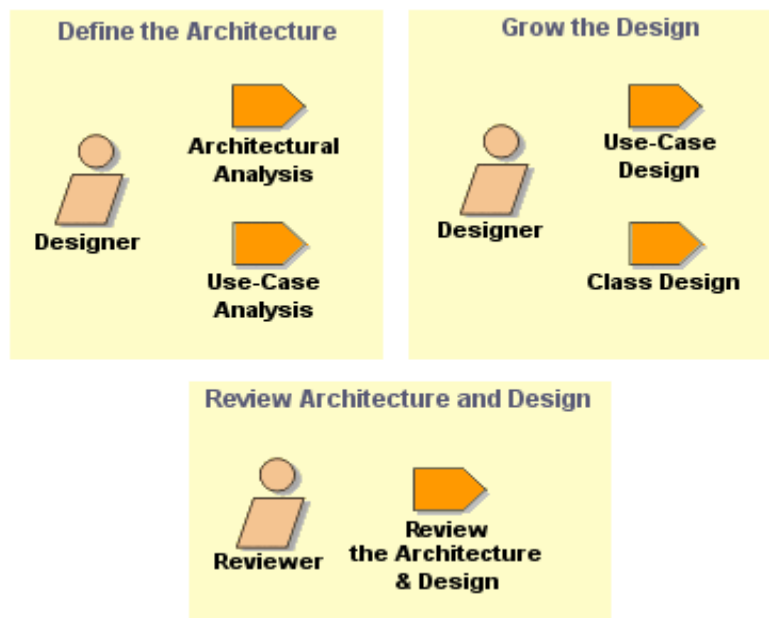 Define the Architecture
Architectural
Analysis
Designer
Use-Case
Analysis
Grow the Design
Use-Case
Design
Designer
Class Design
Review Architecture and Design
Reviewer
Review
the Architecture
& Design